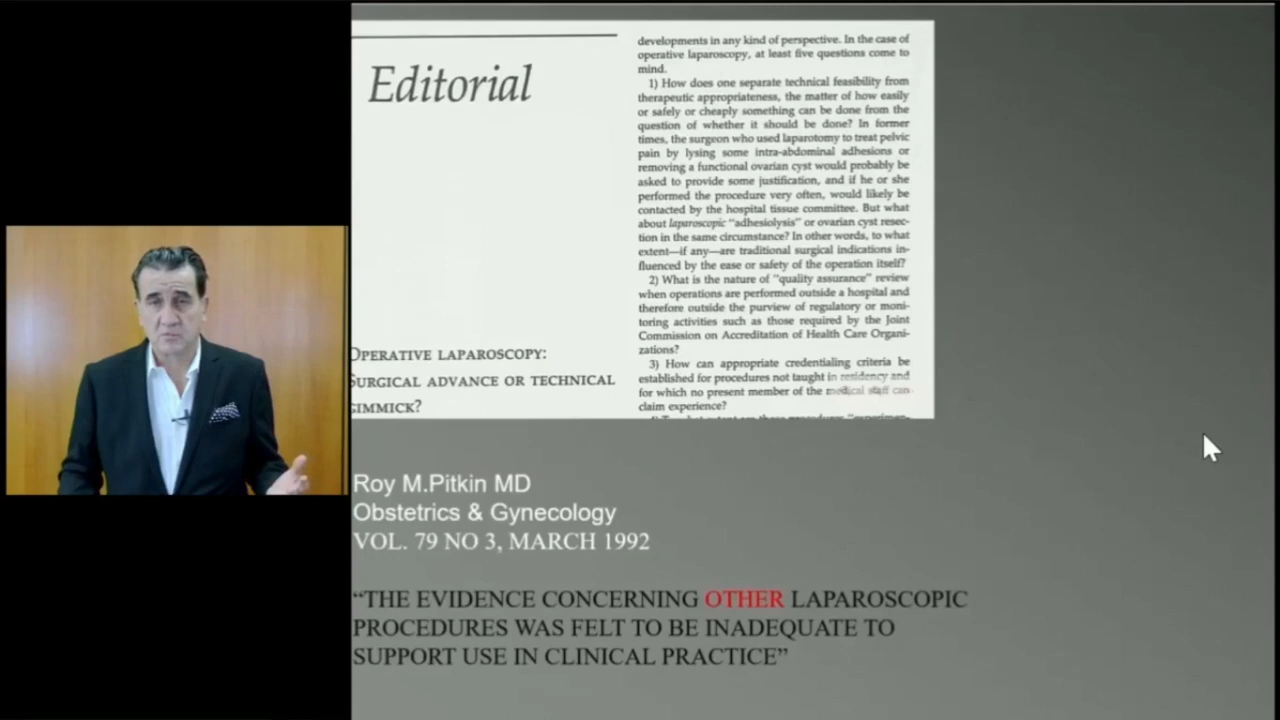 Editorial
OPERATIVE LAPAROSCOPY:
SURGICAL ADVANCE OR TECHNICAL
GIMMICK?
developments in any kind of perspective. In the case of
operative laparoscopy, at least five questions come to
mind.
1) How does one separate technical feasibility from
therapeutic appropriateness, the matter of how easily
or safely or cheaply something can be done from the
question of whether it should be done? In former
times, the surgeon who used laparotomy to treat pelvic
pain by lysing some intra-abdominal adhesions or
removing a functional ovarian cyst would probably be
asked to provide some justification, and if he or she
performed the procedure very often, would likely be
contacted by the hospital tissue committee. But what
about laparoscopic "adhesiolysis" or ovarian cyst resec-
tion in the same circumstance? In other words, to what
extent—if any—are traditional surgical indications in-
fluenced by the ease or safety of the operation itself?
2) What is the nature of "quality assurance" review
when operations are performed outside a hospital and
therefore outside the purview of regulatory or moni-
toring activities such as those required by the Joint
Commission on Accreditation of Health Care Organi-
zations?
3) How can appropriate credentialing criteria be
established for procedures not taught in residency and
for which no present member of the medical staff can
claim experience?
Roy M.Pitkin MD
Obstetrics & Gynecology
VOL. 79 NO 3, MARCH 1992
“THE EVIDENCE CONCERNING OTHER LAPAROSCOPIC
PROCEDURES WAS FELT TO BE INADEQUATE TO
SUPPORT USE IN CLINICAL PRACTICE”